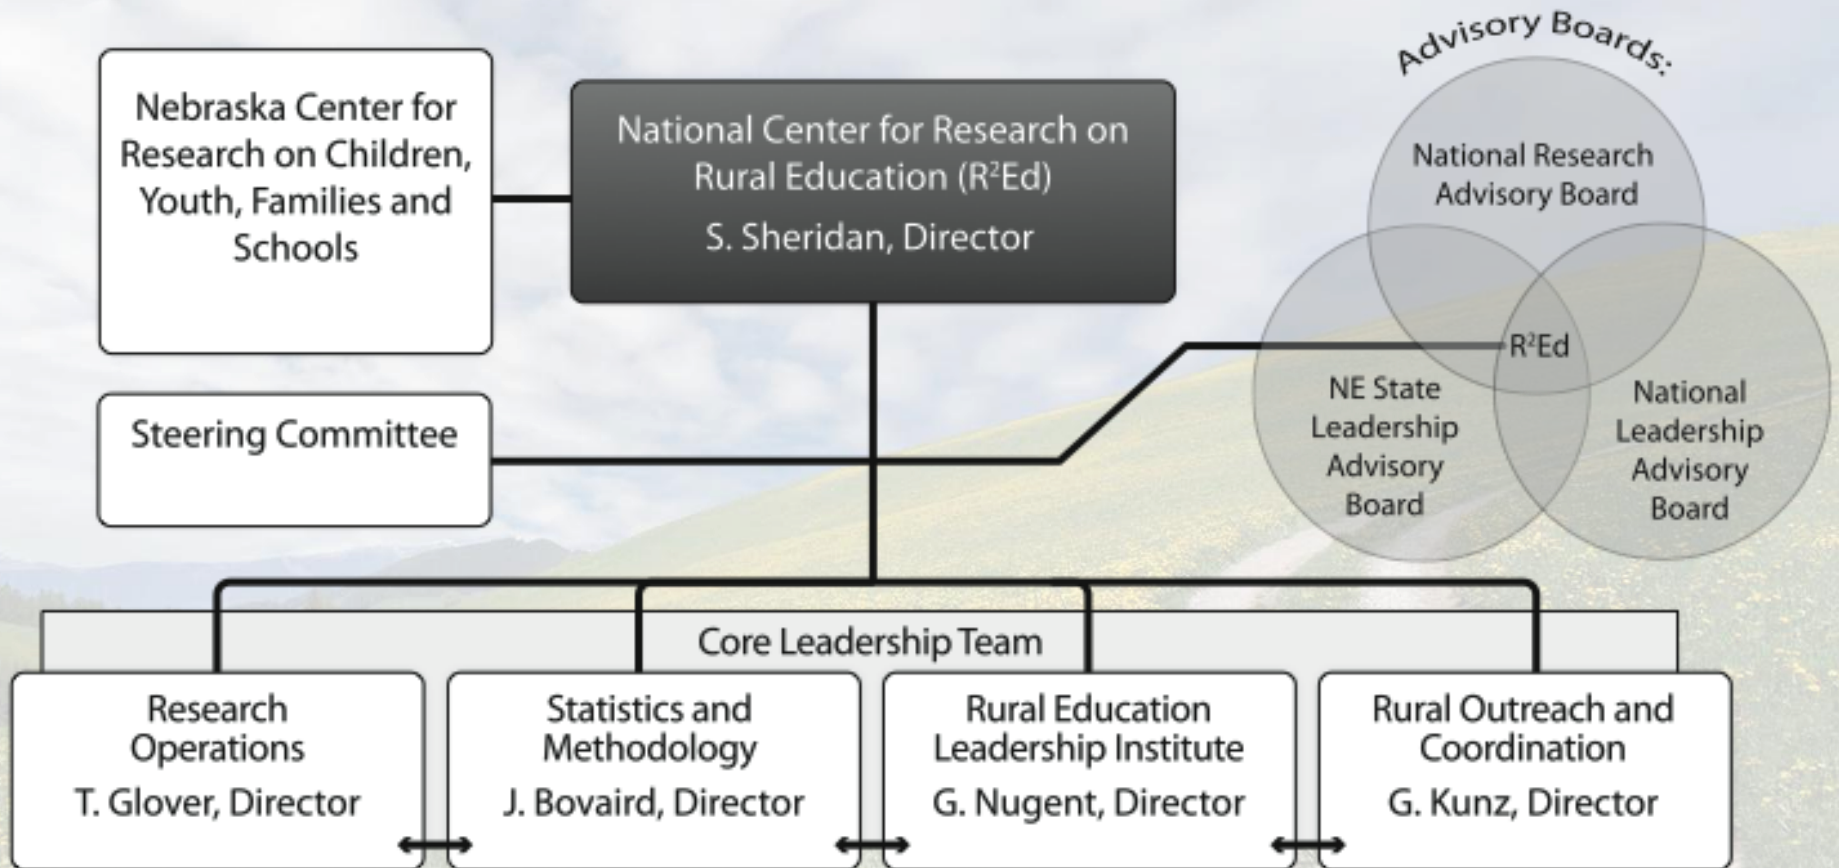 Nebraska Center for
Research on Children,
Youth, Families and
Schools
National Center for Research on
Rural Education (R²Ed)
S. Sheridan, Director
Steering Committee
Advisory Boards:
National Research
Advisory Board
R²Ed
NE State
Leadership
Advisory
Board
National
Leadership
Advisory
Board
Core Leadership Team
Research
Operations
T. Glover, Director
Statistics and
Methodology
J. Bovaird, Director
Rural Education
Leadership Institute
G. Nugent, Director
Rural Outreach and
Coordination
G. Kunz, Director